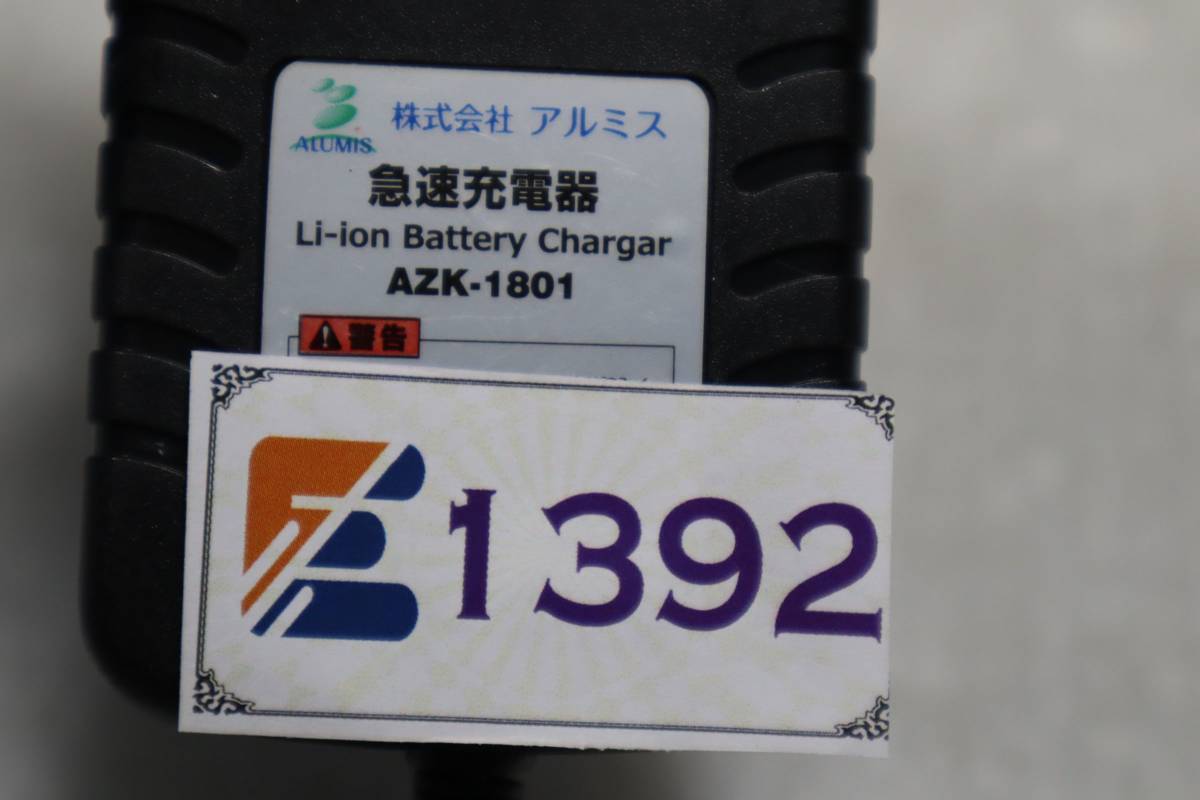 ALUMIS
株式会社 アルミス
急速充電器
Li-ion Battery Chargar
AZK-1801
警告
1392